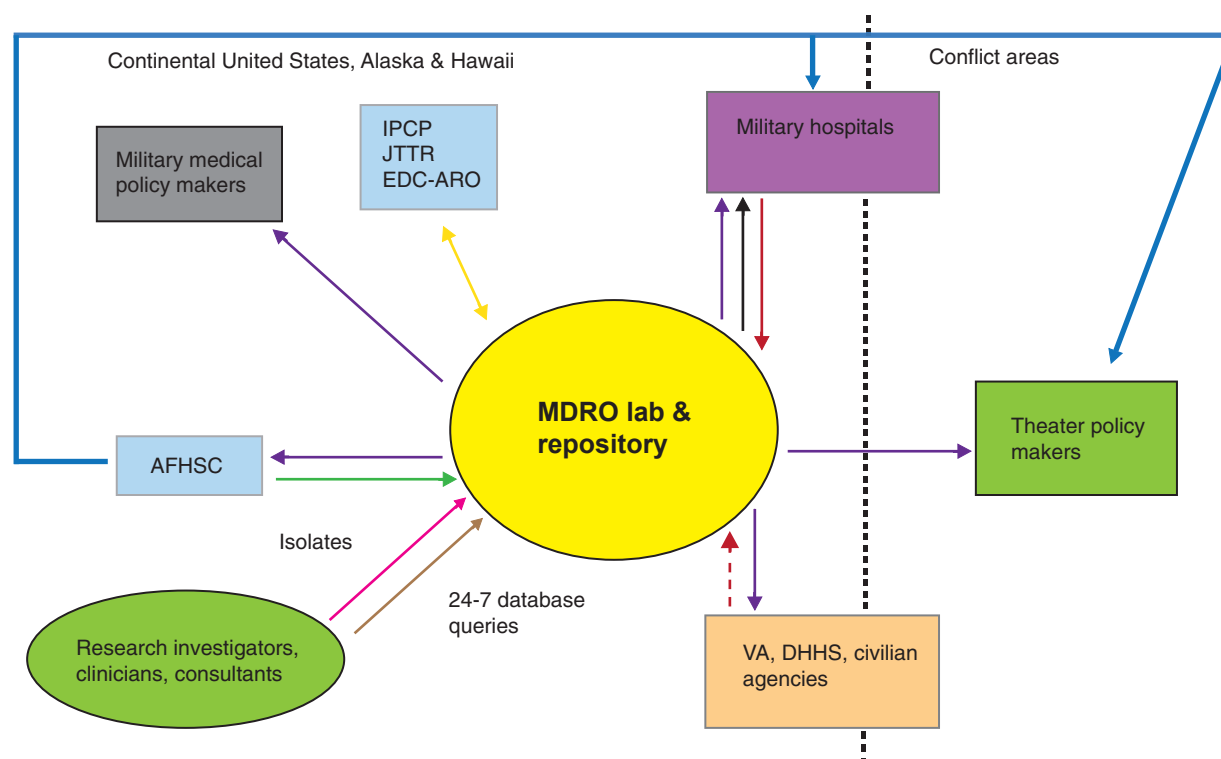 Continental United States, Alaska & Hawaii
Conflict areas
Military medical
policy makers
IPCP
JTTR
EDC-ARO
Military hospitals
MDRO lab &
repository
Theater policy
makers
AFHSC
Isolates
24-7 database
queries
Research investigators,
clinicians, consultants
VA, DHHS, civilian
agencies